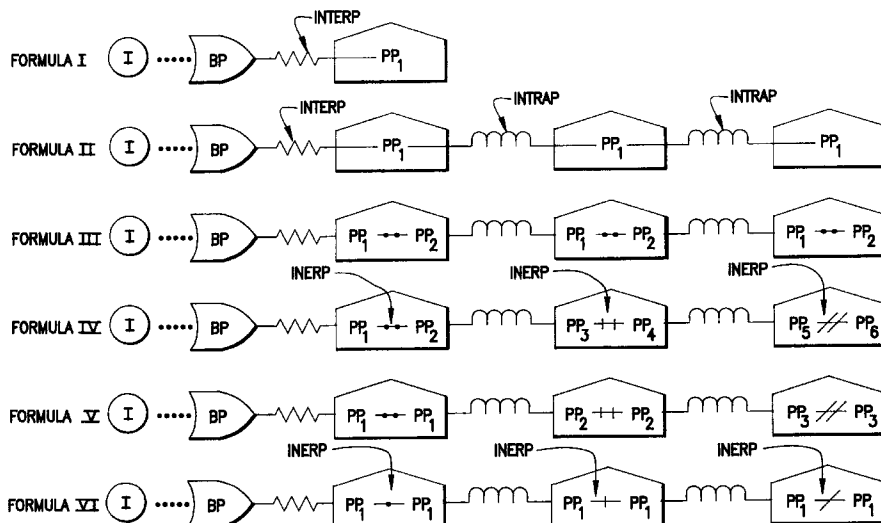 INTERP
FORMULA I I BP PP1
INTERP INTRAP INTRAP
FORMULA II I BP PP1 PP1 PP1
FORMULA III I BP PP1 PP2 PP1 PP2 PP1 PP2
INERP INERP INERP
FORMULA IV I BP PP1 PP2 PP3 PP4 PP5 PP6
FORMULA V I BP PP1 PP1 PP2 PP2 PP3 PP3
INERP INERP INERP
FORMULA VI I BP PP1 PP1 PP1 PP1 PP1 PP1